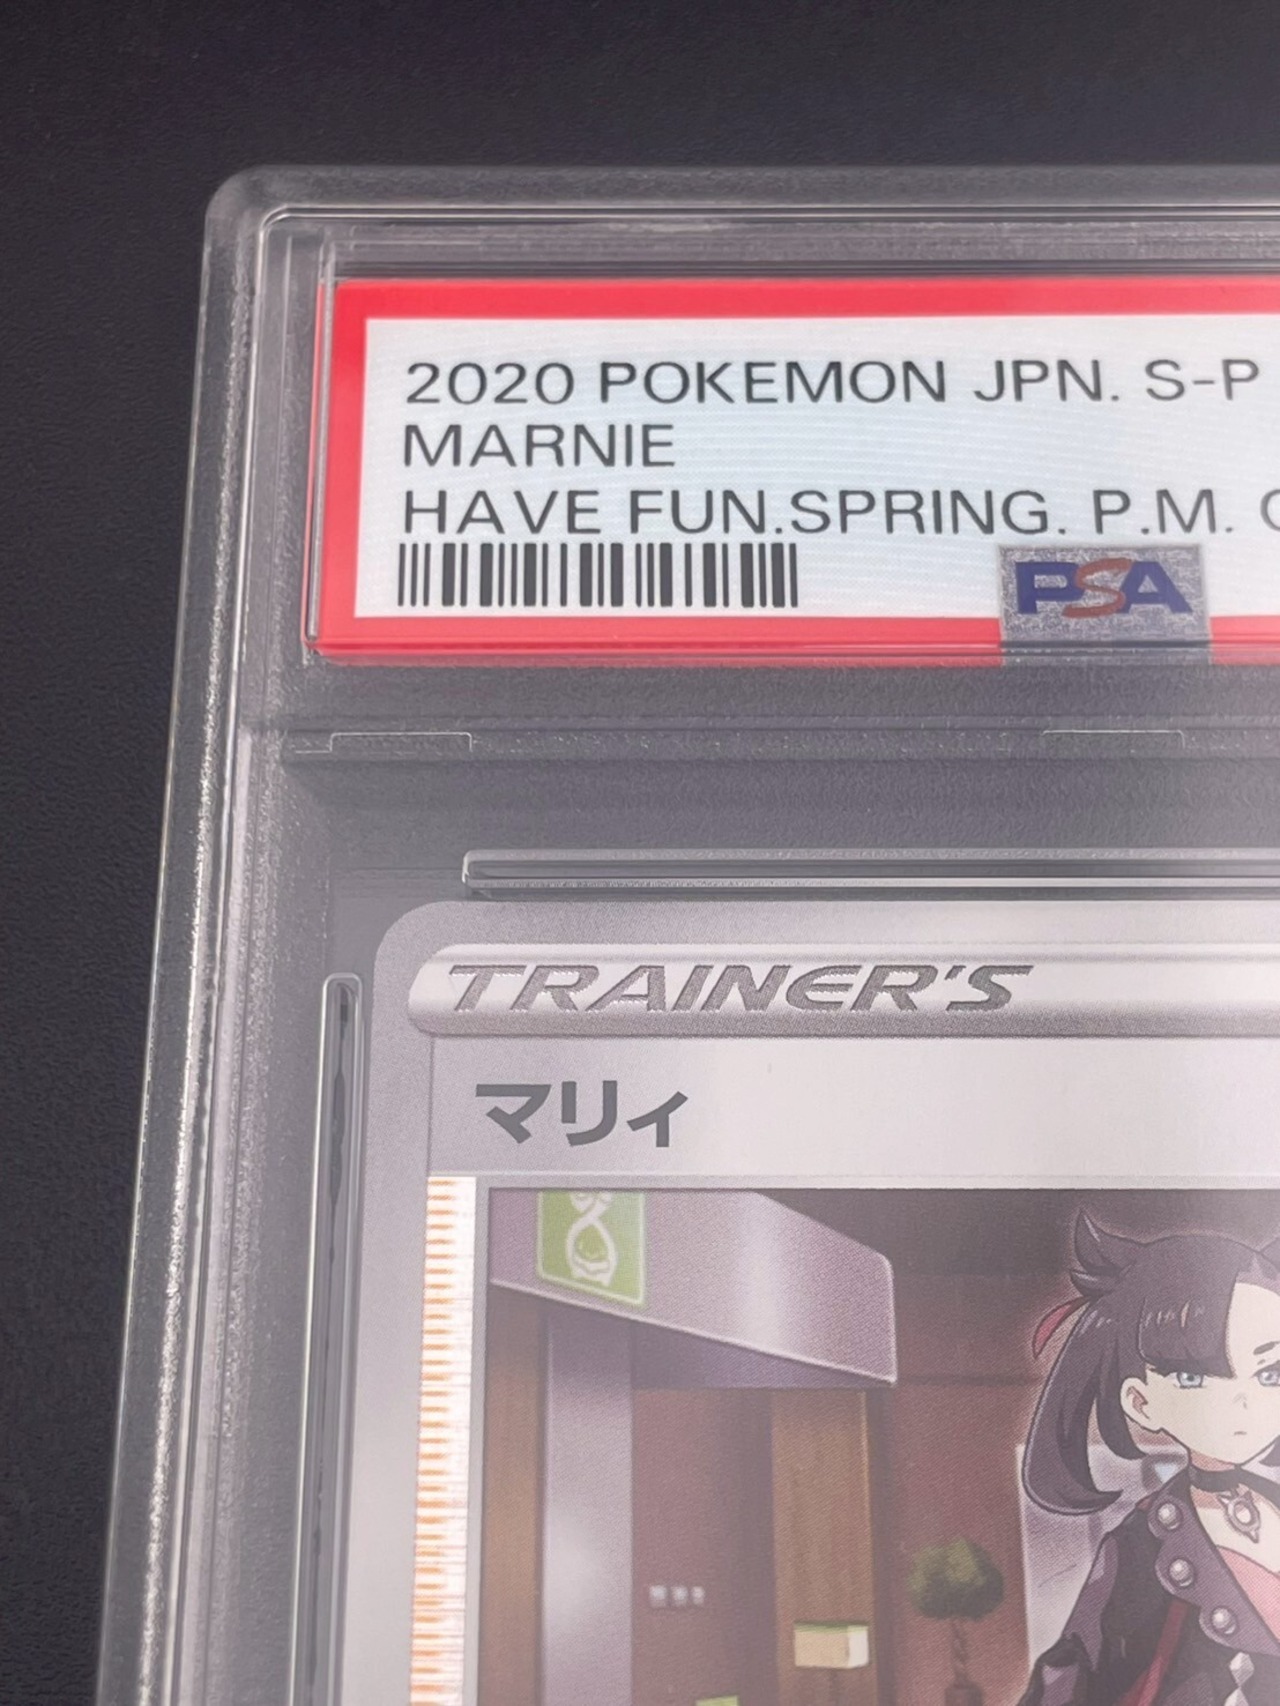 2020 POKEMON JPN. S-P
MARNIE
HAVE FUN.SPRING. P.M.
PSA
TRAINER'S
マリィ